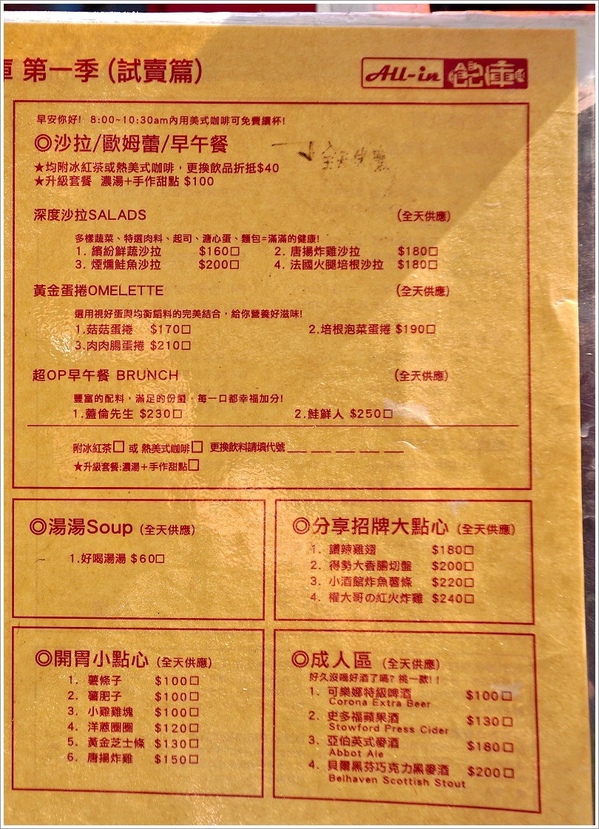 庫 第一季 (試賣篇)
All-in 飽庫
早安你好! 8:00~10:30am內用美式咖啡可免費續杯!
◎沙拉/歐姆蕾/早午餐
全天供應
★均附冰紅茶或熱美式咖啡，更換飲品折抵$40
★升級套餐 濃湯+手作甜點 $100
深度沙拉SALADS (全天供應)
多樣蔬菜、特選肉料、起司、溏心蛋、麵包=滿滿的健康!
1. 繽紛鮮蔬沙拉 $160□ 2. 唐揚炸雞沙拉 $180□
3. 煙燻鮭魚沙拉 $200□ 4. 法國火腿培根沙拉 $180□
黃金蛋捲OMELETTE (全天供應)
選用視好蛋與均衡餡料的完美結合，給你營養好滋味!
1.菇菇蛋捲 $170□ 2.培根泡菜蛋捲 $190□
3.肉肉腸蛋捲 $210□
超OP早午餐 BRUNCH (全天供應)
豐富的配料，滿足的份量，每一口都幸福加分!
1.蓋倫先生 $230□ 2.鮭鮮人 $250□
附冰紅茶□ 或 熱美式咖啡□ 更換飲料請填代號__ __ __ __ __ __
★升級套餐:濃湯+手作甜點□
◎湯湯Soup (全天供應)
1.好喝湯湯 $60□
◎分享招牌大點心 (全天供應)
1. 讚辣雞翅 $180□
2. 得勢大香腸切盤 $200□
3. 小酒館炸魚薯條 $220□
4. 權大哥の紅火炸雞 $240□
◎開胃小點心 (全天供應)
1. 薯條子 $100□
2. 薯肥子 $100□
3. 小雞雞塊 $100□
4. 洋蔥圈圈 $120□
5. 黃金芝士條 $130□
6. 唐揚炸雞 $150□
◎成人區 (全天供應)
好久沒喝好酒了嗎? 挑一款!!
1. 可樂娜特級啤酒 $100□
Corona Extra Beer
2. 史多福蘋果酒 $130□
Stowford Press Cider
3. 亞伯英式麥酒 $180□
Abbot Ale
4. 貝爾黑芬巧克力黑麥酒 $200□
Belhaven Scottish Stout